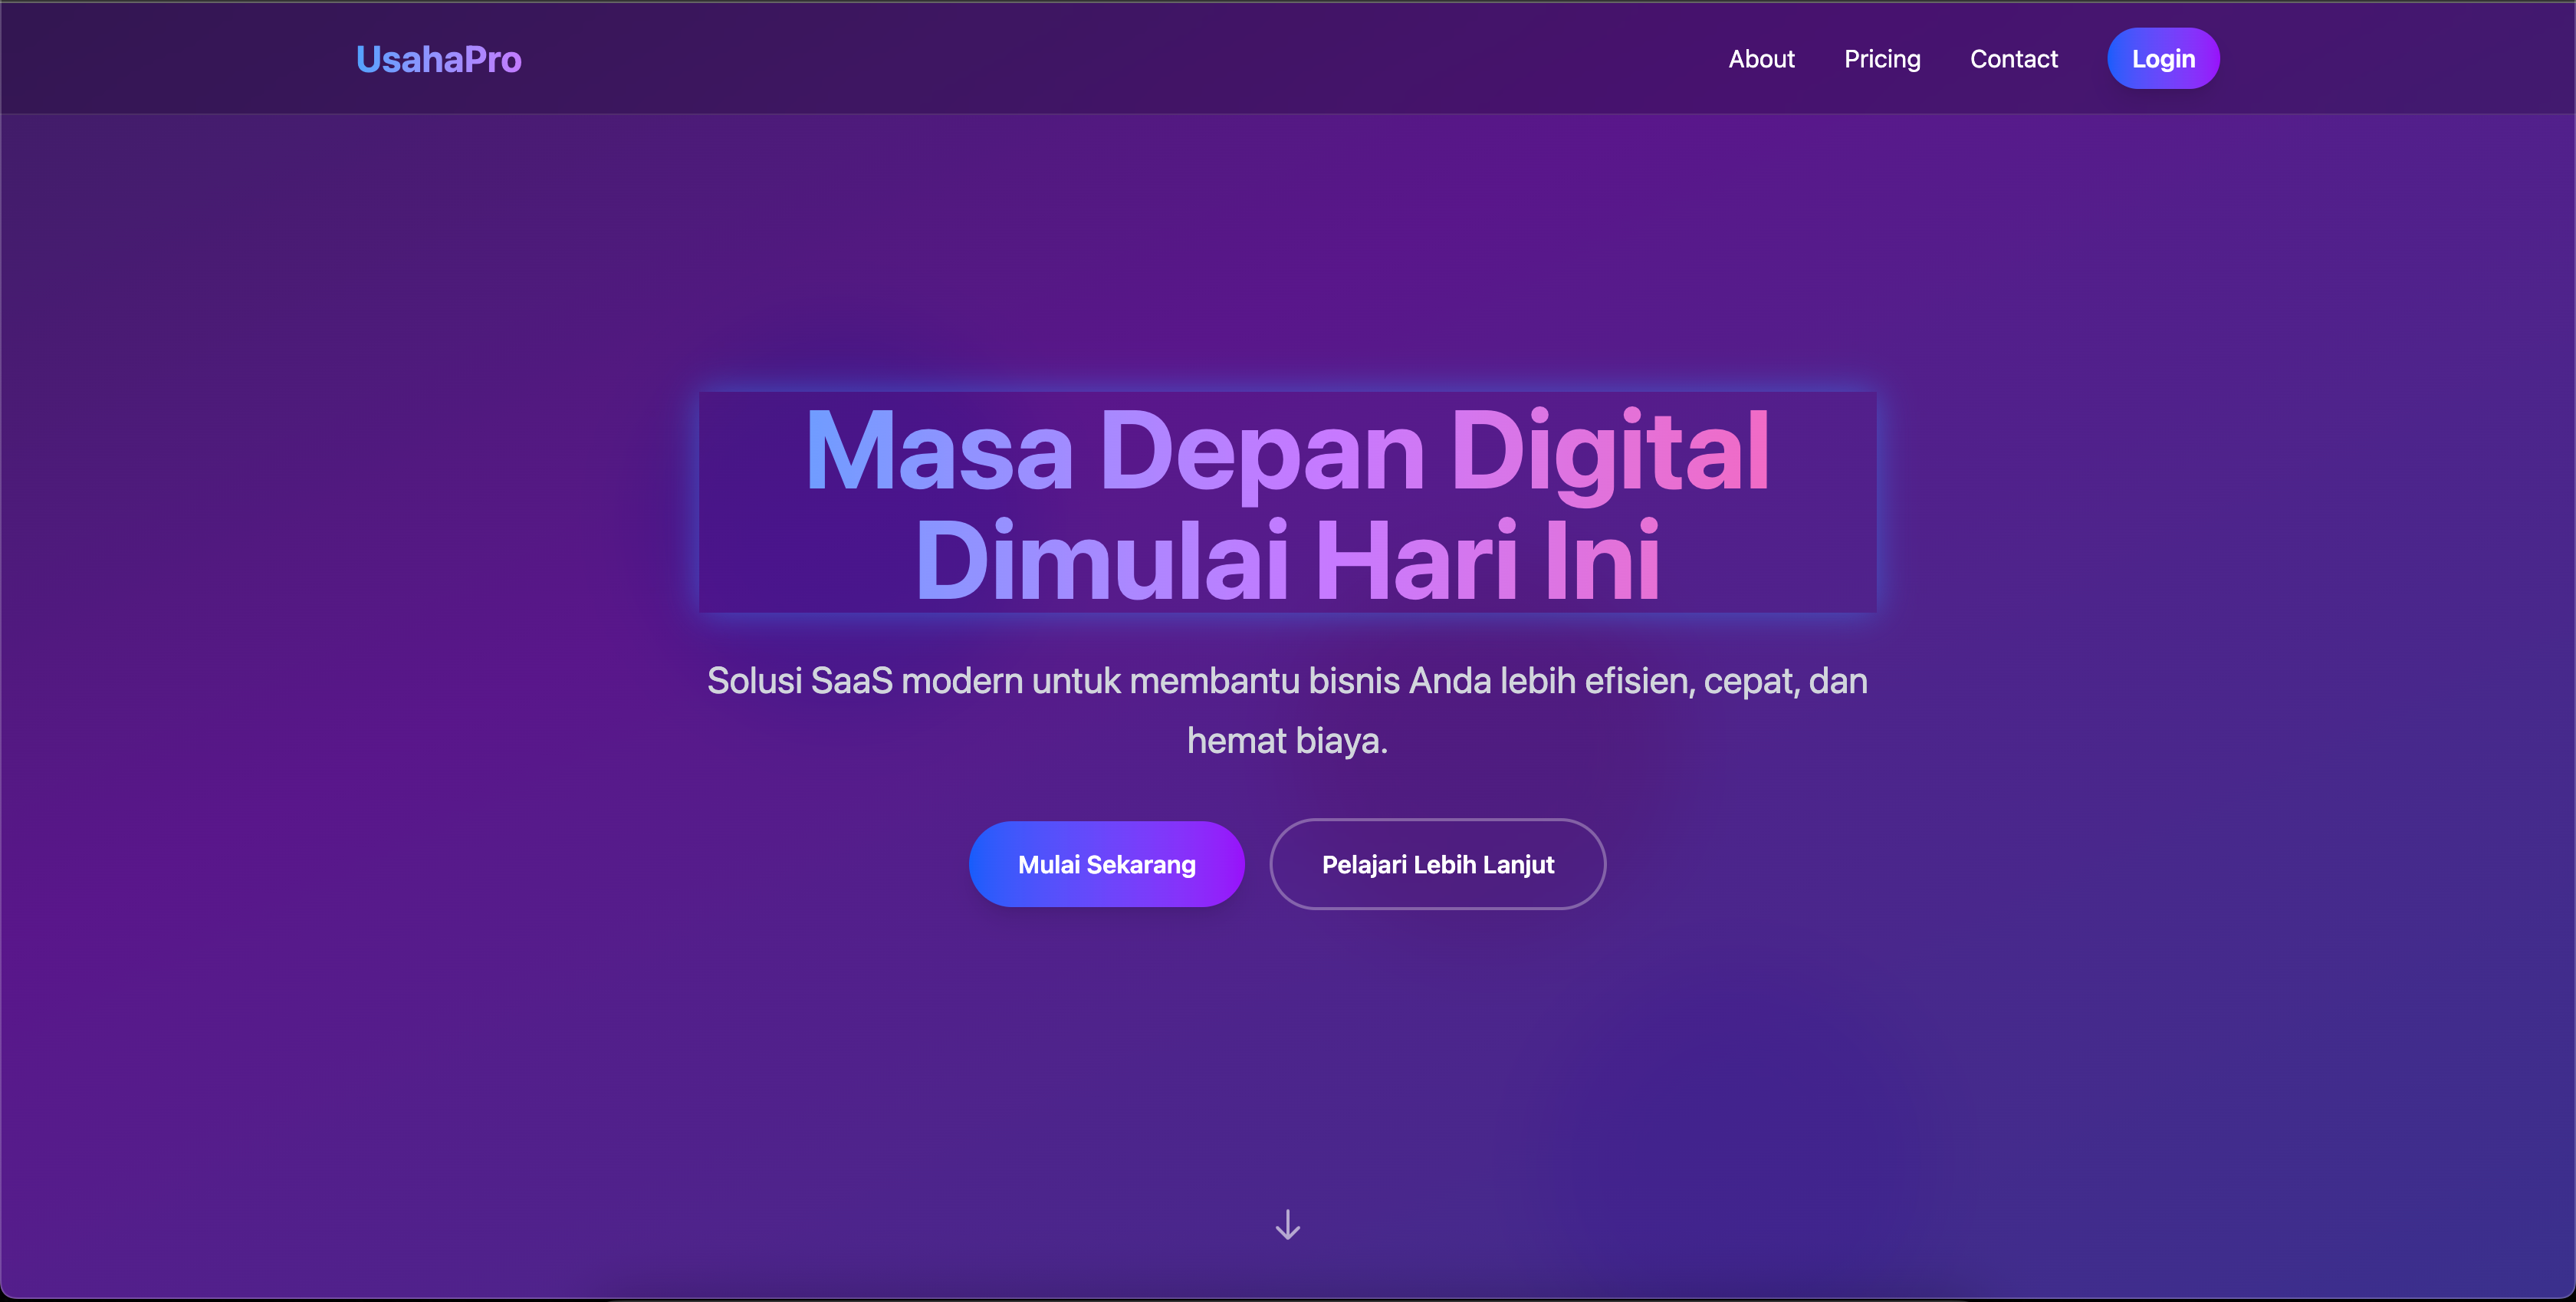 UsahaPro
About
Pricing
Contact
Login
Masa Depan Digital
Dimulai Hari Ini
Solusi SaaS modern untuk membantu bisnis Anda lebih efisien, cepat, dan
hemat biaya.
Mulai Sekarang
Pelajari Lebih Lanjut